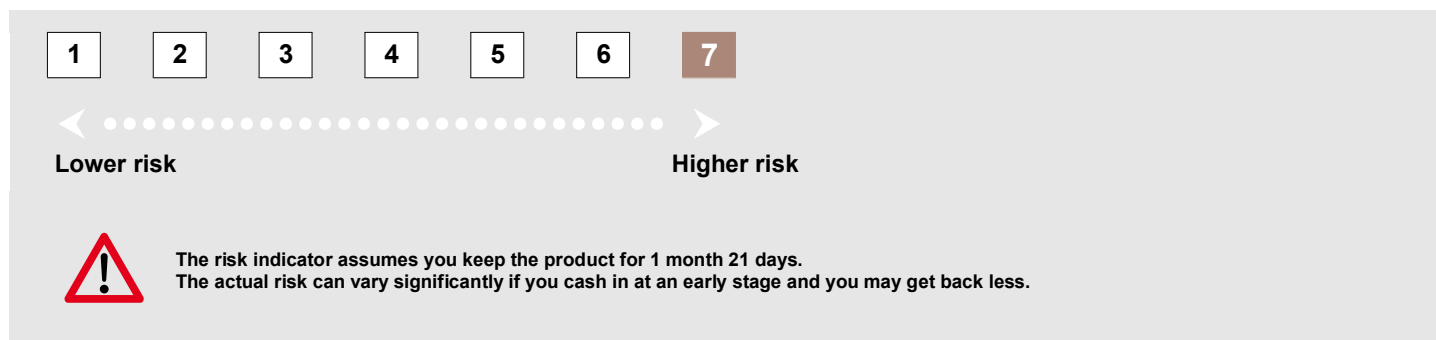 1 2 3 4 5 6 7
Lower risk Higher risk
The risk indicator assumes you keep the product for 1 month 21 days.
The actual risk can vary significantly if you cash in at an early stage and you may get back less.